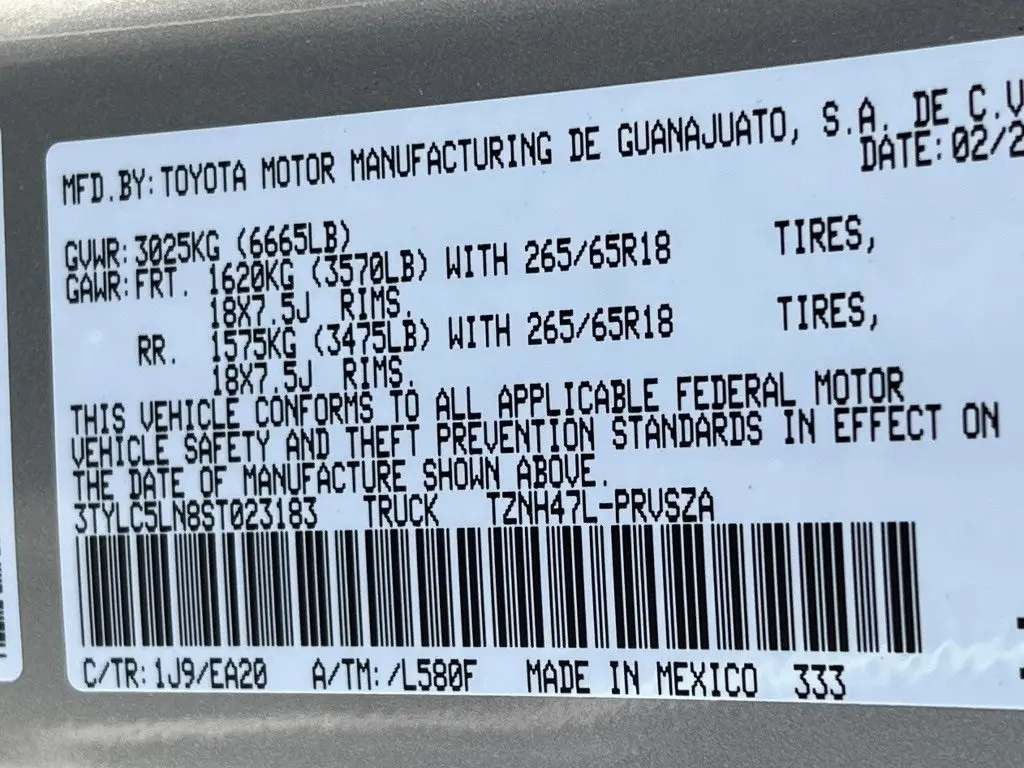 MFD.BY: TOYOTA MOTOR MANUFACTURING DE GUANAJUATO, S.A. DE C.V
DATE: 02/2
GVWR: 3025KG (6665LB)
GAWR: FRT. 1620KG (3570LB) WITH 265/65R18 TIRES,
18X7.5J RIMS.
RR. 1575KG (3475LB) WITH 265/65R18 TIRES,
18X7.5J RIMS.
THIS VEHICLE CONFORMS TO ALL APPLICABLE FEDERAL MOTOR
VEHICLE SAFETY AND THEFT PREVENTION STANDARDS IN EFFECT ON
THE DATE OF MANUFACTURE SHOWN ABOVE.
3TYLC5LN8ST023183 TRUCK TZNH47L-PRVSZA
C/TR: 1J9/EA20 A/TM: /L580F MADE IN MEXICO 333